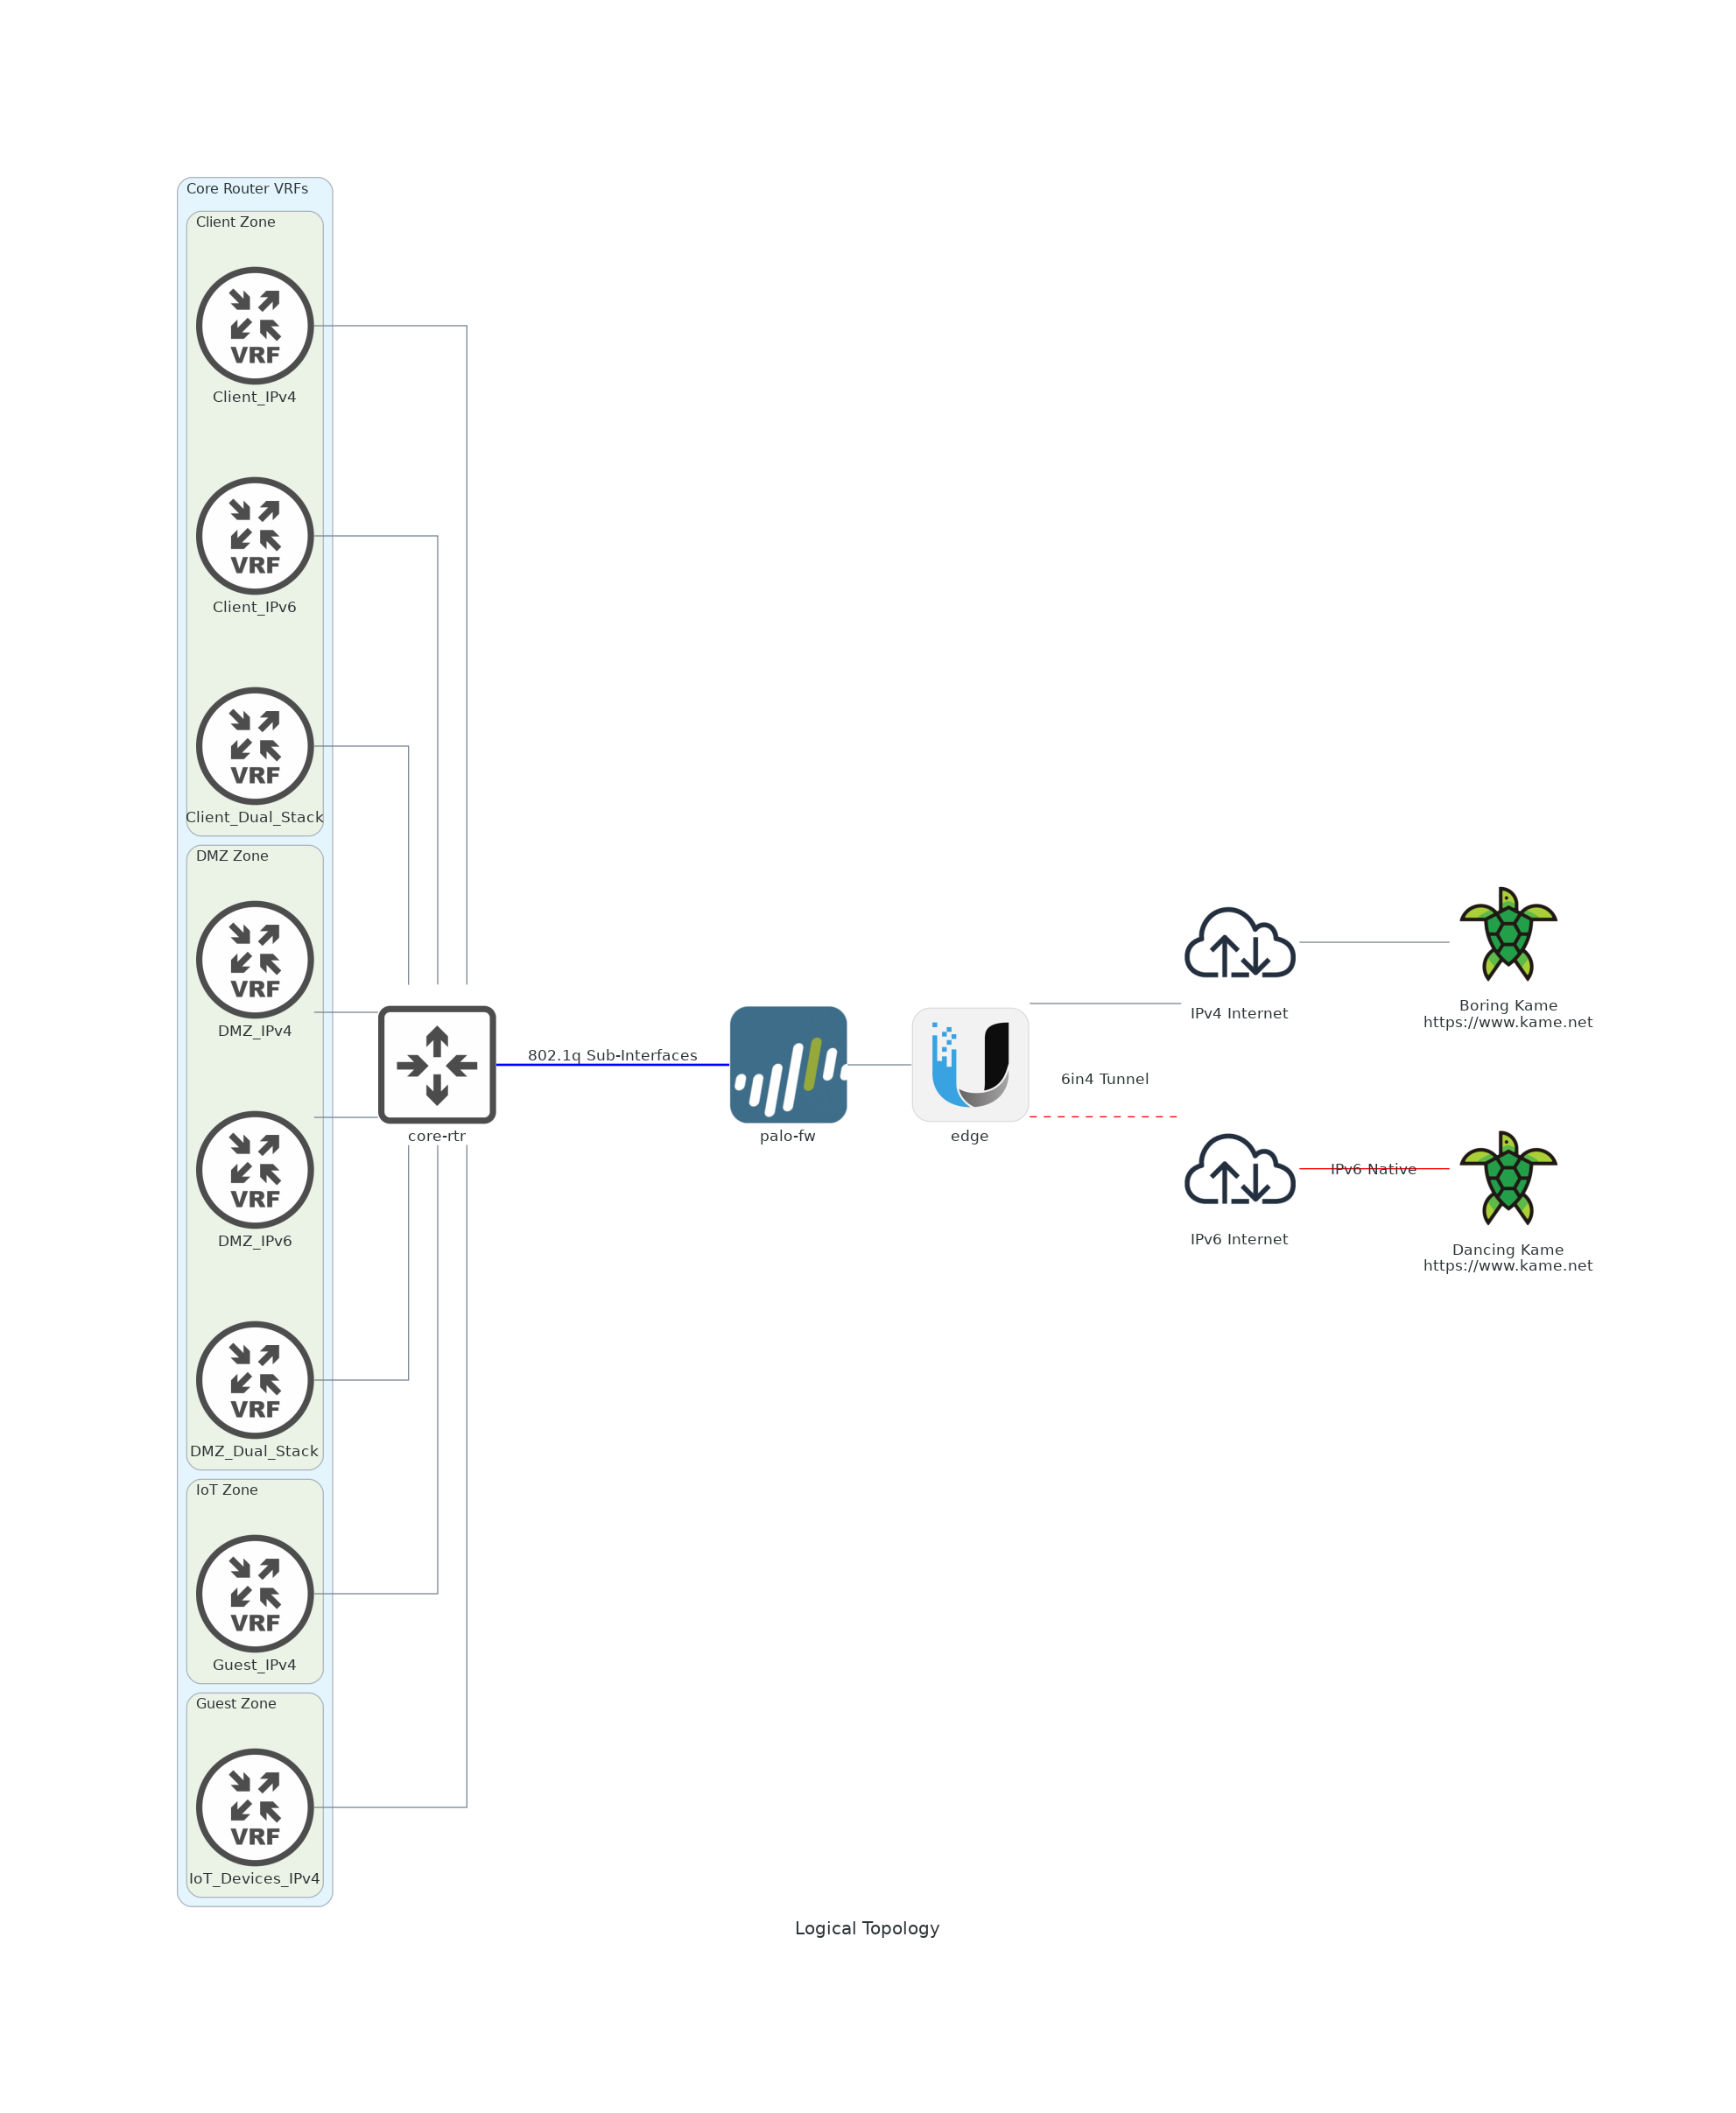 Core Router VRFs
Client Zone
VRF
Client_IPv4
VRF
Client_IPv6
VRF
Client_Dual_Stack
DMZ Zone
VRF
DMZ_IPv4
VRF
DMZ_IPv6
VRF
DMZ_Dual_Stack
IoT Zone
VRF
Guest_IPv4
Guest Zone
VRF
IoT_Devices_IPv4
core-rtr
802.1q Sub-Interfaces
palo-fw
edge
6in4 Tunnel
IPv4 Internet
Boring Kame
https://www.kame.net
IPv6 Internet
IPv6 Native
Dancing Kame
https://www.kame.net
Logical Topology